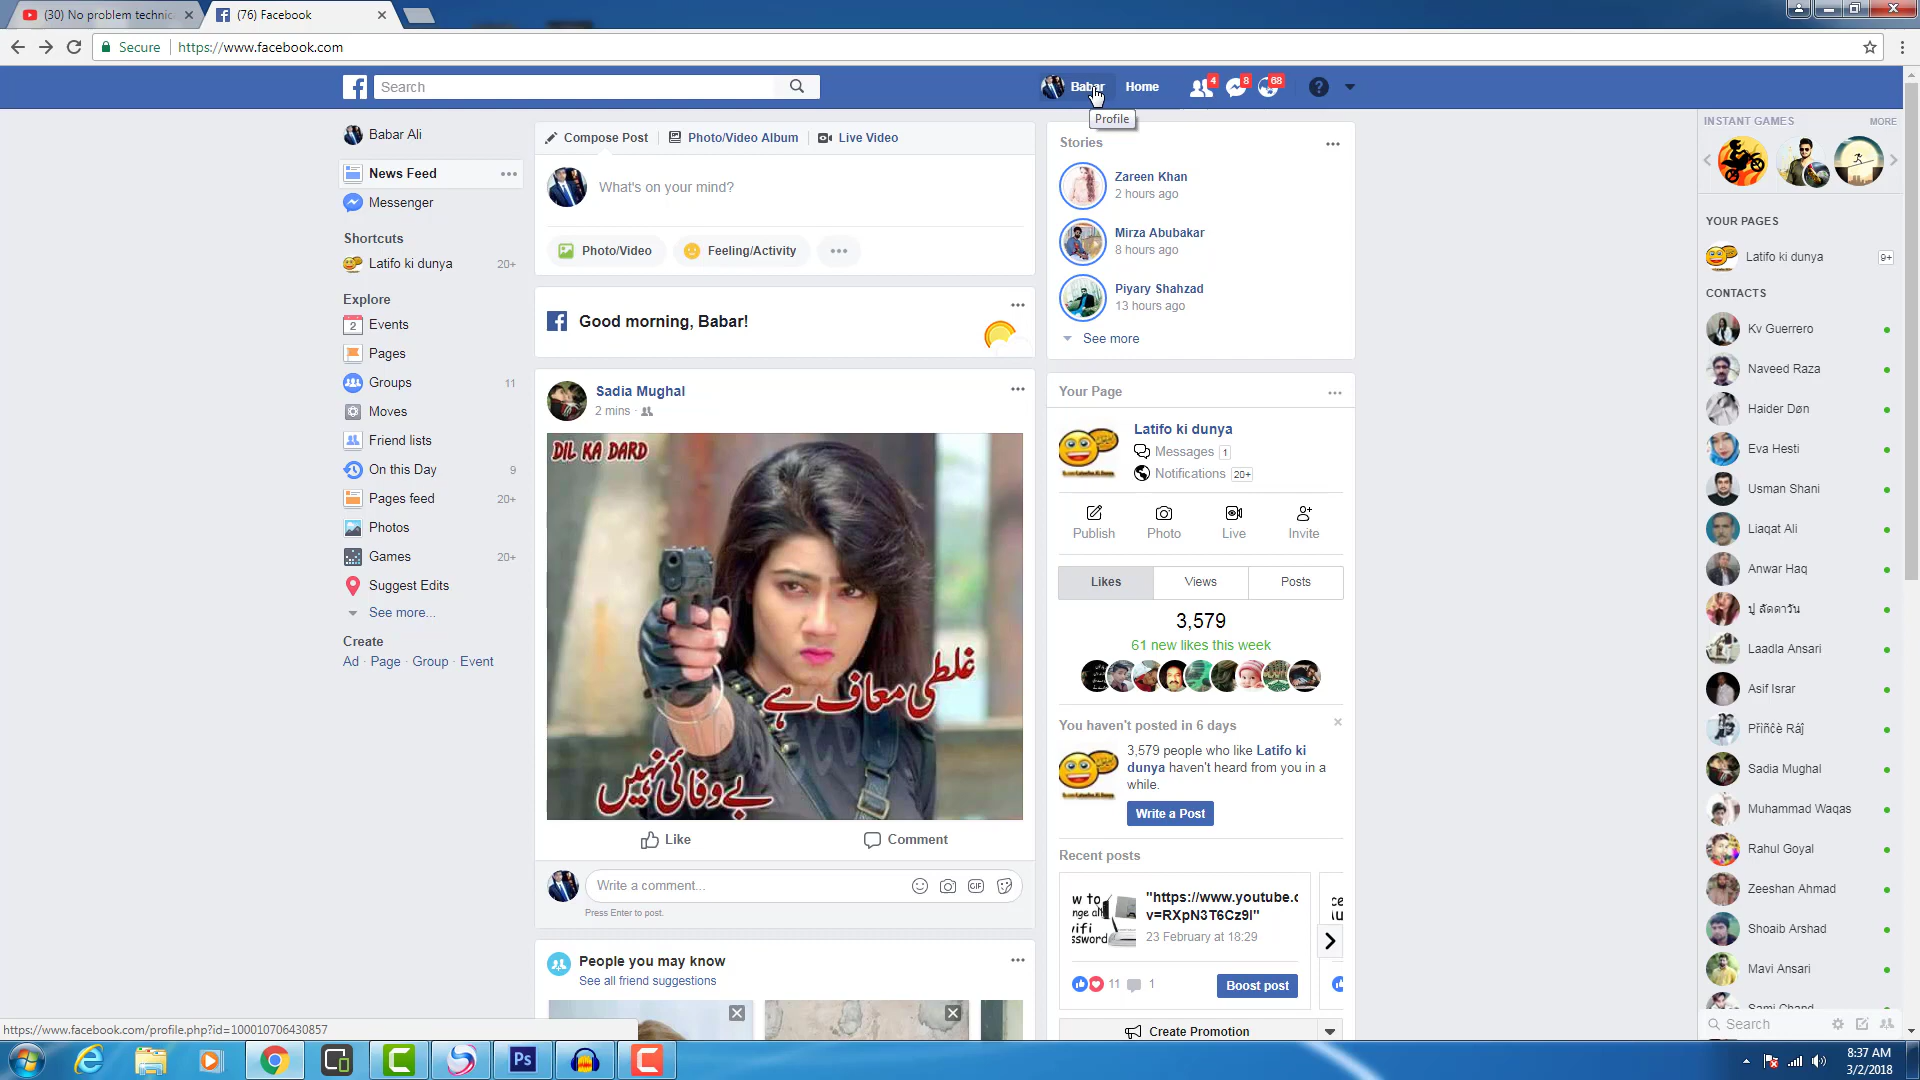 (30) No problem technic
(76) Facebook
Secure
https://www.facebook.com
Search
Babar
Home
4
8
68
Profile
Babar Ali
News Feed
Messenger
Shortcuts
Latifo ki dunya 20+
Explore
2 Events
Pages
Groups 11
Moves
Friend lists
On this Day 9
Pages feed 20+
Photos
Games 20+
Suggest Edits
See more...
Create
Ad · Page · Group · Event
Compose Post
Photo/Video Album
Live Video
What's on your mind?
Photo/Video
Feeling/Activity
Good morning, Babar!
Sadia Mughal
2 mins ·
DIL KA DARD
غلطی معاف ہے
بے وفائی نہیں
Like
Comment
Write a comment...
GIF
Press Enter to post.
People you may know
See all friend suggestions
Stories
Zareen Khan
2 hours ago
Mirza Abubakar
8 hours ago
Piyary Shahzad
13 hours ago
See more
Your Page
Latifo ki dunya
Messages 1
Notifications 20+
Publish
Photo
Live
Invite
Likes
Views
Posts
3,579
61 new likes this week
You haven't posted in 6 days
3,579 people who like Latifo ki
dunya haven't heard from you in a
while.
Write a Post
Recent posts
"https://www.youtube.c
v=RXpN3T6Cz9I"
23 February at 18:29
11
1
Boost post
Create Promotion
INSTANT GAMES
MORE
YOUR PAGES
Latifo ki dunya 9+
CONTACTS
Kv Guerrero
Naveed Raza
Haider Døn
Eva Hesti
Usman Shani
Liaqat Ali
Anwar Haq
ปู ลัดดาวัน
Laadla Ansari
Asif Israr
Přîñčè Ráĵ
Sadia Mughal
Muhammad Waqas
Rahul Goyal
Zeeshan Ahmad
Shoaib Arshad
Mavi Ansari
Sami Chand
Search
https://www.facebook.com/profile.php?id=100010706430857
Ps
8:37 AM
3/2/2018